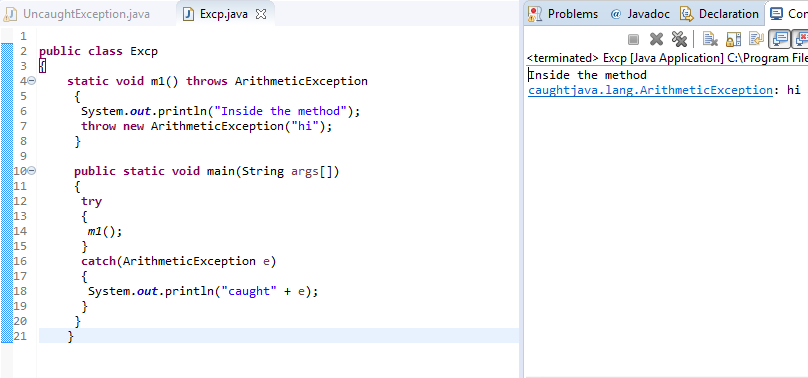 UncaughtException.java
Excp.java
1
2 public class Excp
3 {
4 static void m1() throws ArithmeticException
5 {
6 System.out.println("Inside the method");
7 throw new ArithmeticException("hi");
8 }
9
10 public static void main(String args[])
11 {
12 try
13 {
14 m1();
15 }
16 catch(ArithmeticException e)
17 {
18 System.out.println("caught" + e);
19 }
20 }
21 }
Problems @ Javadoc Declaration Con
<terminated> Excp [Java Application] C:\Program File
Inside the method
caughtjava.lang.ArithmeticException: hi